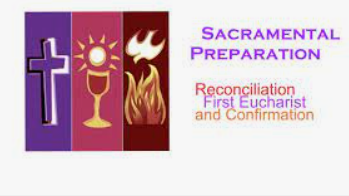 SACRAMENTAL
PREPARATION
Reconciliation
First Eucharist
and Confirmation